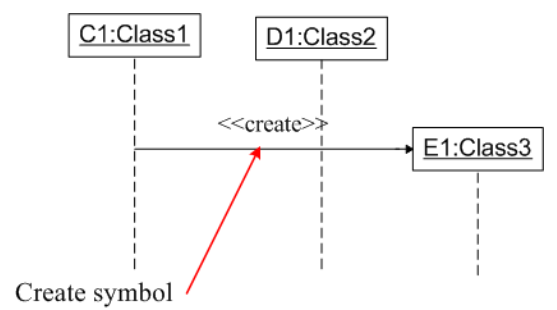 C1:Class1
D1:Class2
<<create>>
E1:Class3
Create symbol